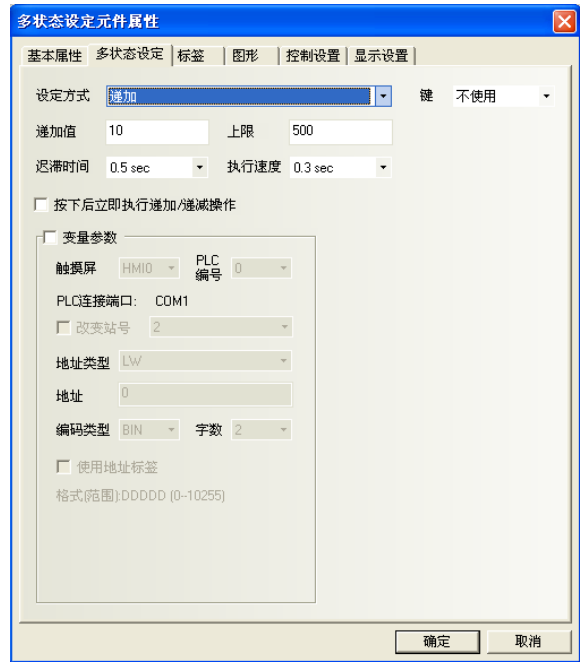 多状态设定元件属性
基本属性 多状态设定 标签 图形 控制设置 显示设置
设定方式 递加 键 不使用
递加值 10 上限 500
迟滞时间 0.5 sec 执行速度 0.3 sec
按下后立即执行递加/递减操作
变量参数
触摸屏 HMI0 PLC编号 0
PLC连接端口: COM1
改变站号 2
地址类型 LW
地址 0
编码类型 BIN 字数 2
使用地址标签
格式(范围):DDDDD (0~10255)
确定 取消